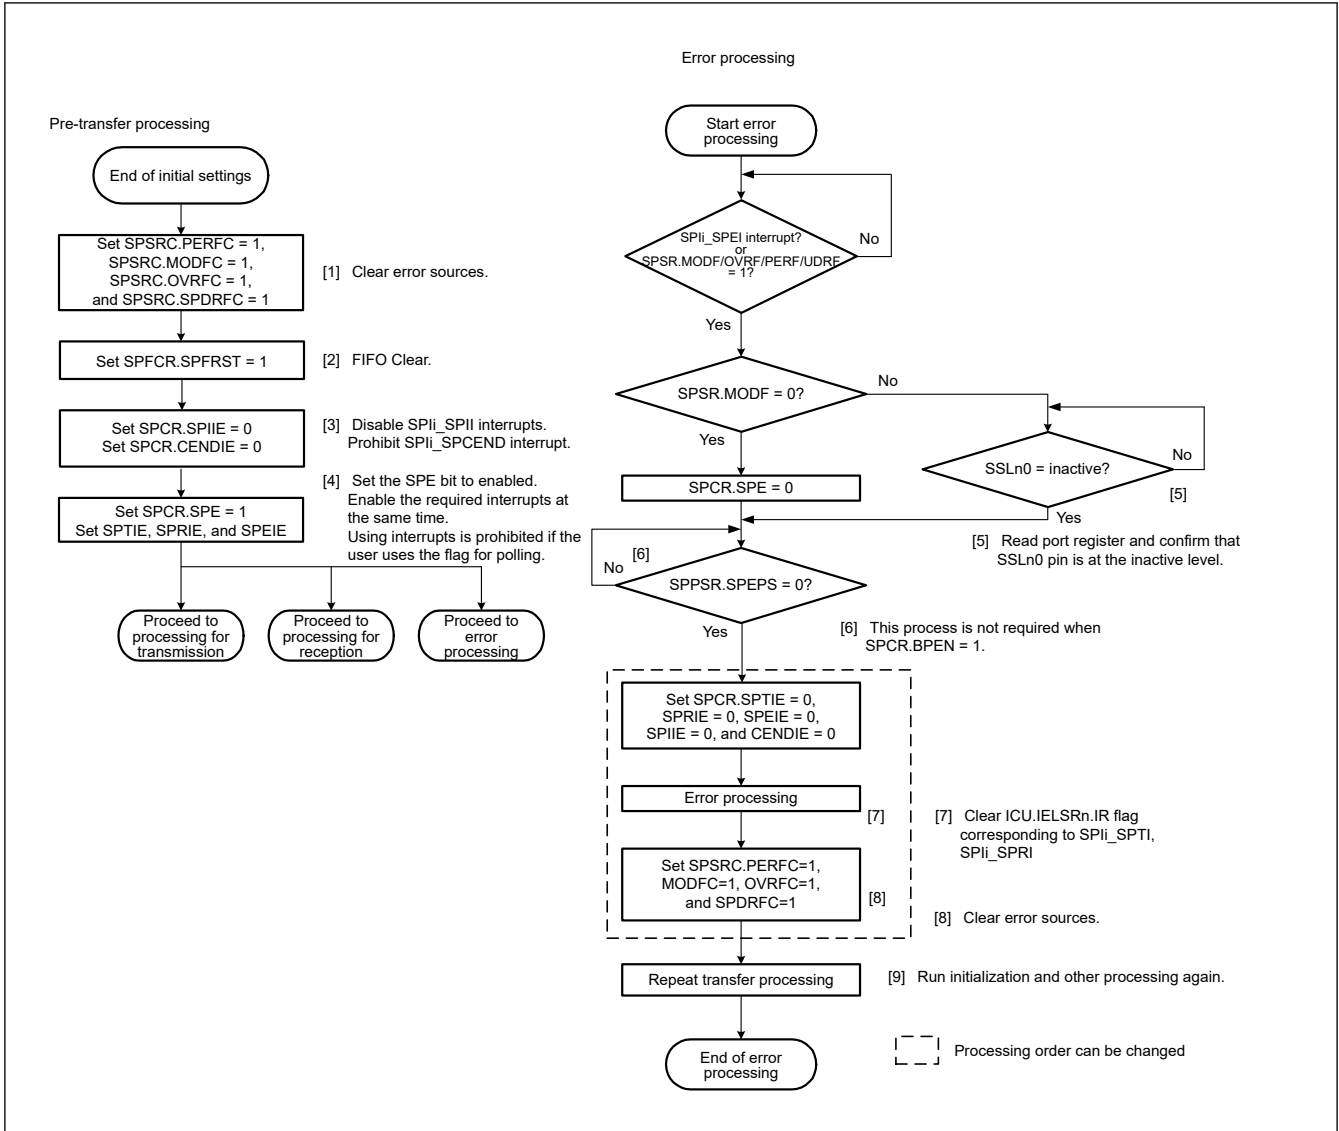 Error processing
Pre-transfer processing
End of initial settings
Set SPSRC.PERFC = 1,
SPSRC.MODFC = 1,
SPSRC.OVRFC = 1,
and SPSRC.SPDRFC = 1
[1] Clear error sources.
Set SPFCR.SPFRST = 1
[2] FIFO Clear.
Set SPCR.SPIIE = 0
Set SPCR.CENDIE = 0
[3] Disable SPIi_SPII interrupts.
Prohibit SPIi_SPCEND interrupt.
Set SPCR.SPE = 1
Set SPTIE, SPRIE, and SPEIE
[4] Set the SPE bit to enabled.
Enable the required interrupts at
the same time.
Using interrupts is prohibited if the
user uses the flag for polling.
Proceed to
processing for
transmission
Proceed to
processing for
reception
Proceed to
error
processing
Start error
processing
SPIi_SPEI interrupt?
or
SPSR.MODF/OVRF/PERF/UDRF
= 1?
No
Yes
SPSR.MODF = 0?
No
Yes
SSLn0 = inactive?
No
[5]
Yes
SPCR.SPE = 0
[5] Read port register and confirm that
SSLn0 pin is at the inactive level.
[6]
No
SPPSR.SPEPS = 0?
Yes
[6] This process is not required when
SPCR.BPEN = 1.
Set SPCR.SPTIE = 0,
SPRIE = 0, SPEIE = 0,
SPIIE = 0, and CENDIE = 0
Error processing
[7]
[7] Clear ICU.IELSRn.IR flag
corresponding to SPIi_SPTI,
SPIi_SPRI
Set SPSRC.PERFC=1,
MODFC=1, OVRFC=1,
and SPDRFC=1
[8]
[8] Clear error sources.
Repeat transfer processing
[9] Run initialization and other processing again.
End of error
processing
Processing order can be changed